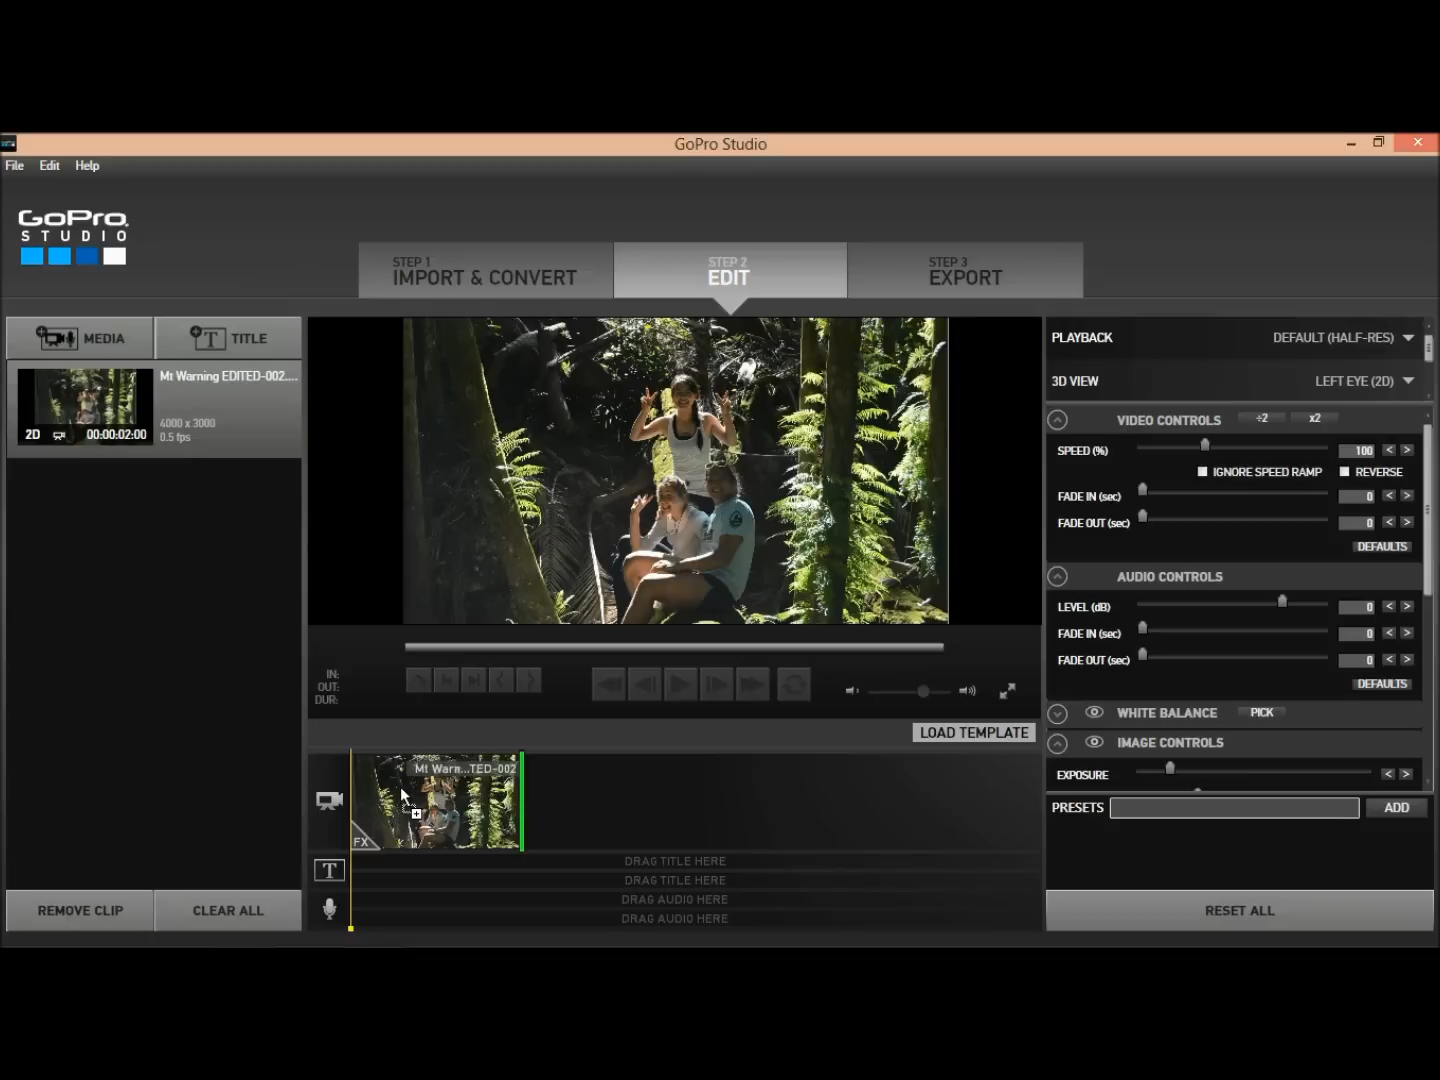 GoPro Studio
File Edit Help
GoPro
STUDIO
STEP 1
IMPORT & CONVERT
STEP 2
EDIT
STEP 3
EXPORT
MEDIA
TITLE
Mt Warning EDITED-002....
4000 x 3000
0.5 fps
2D 00:00:02:00
REMOVE CLIP
CLEAR ALL
IN:
OUT:
DUR:
LOAD TEMPLATE
Mt Warn...TED-002
FX
T
DRAG TITLE HERE
DRAG TITLE HERE
DRAG AUDIO HERE
DRAG AUDIO HERE
PLAYBACK DEFAULT (HALF-RES)
3D VIEW LEFT EYE (2D)
VIDEO CONTROLS ÷2 x2
SPEED (%) 100 < >
IGNORE SPEED RAMP REVERSE
FADE IN (sec) 0 < >
FADE OUT (sec) 0 < >
DEFAULTS
AUDIO CONTROLS
LEVEL (dB) 0 < >
FADE IN (sec) 0 < >
FADE OUT (sec) 0 < >
DEFAULTS
WHITE BALANCE PICK
IMAGE CONTROLS
EXPOSURE < >
PRESETS ADD
RESET ALL